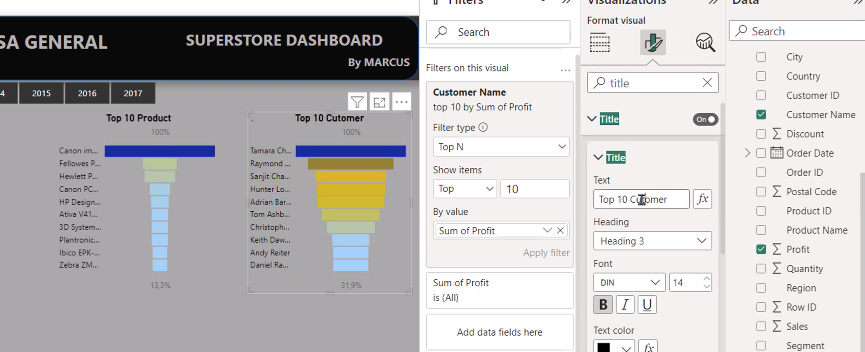 SA GENERAL
SUPERSTORE DASHBOARD
By MARCUS
4
2015
2016
2017
Top 10 Product
100%
Canon im...
Fellowes P...
Hewlett P...
Canon PC...
HP Design...
Ativa V41...
3D System...
Plantronic...
Ibico EPK-...
Zebra ZM...
13,3%
Top 10 Cutomer
100%
Tamara Ch...
Raymond ...
Sanjit Cha...
Hunter Lo...
Adrian Bar...
Tom Ashb...
Christoph...
Keith Daw...
Andy Reiter
Daniel Ra...
31,9%
Filters
Search
Filters on this visual
...
Customer Name
top 10 by Sum of Profit
Filter type
Top N
Show items
Top
10
By value
Sum of Profit
Apply filter
Sum of Profit
is (All)
Add data fields here
Visualizations
Format visual
title
Title
On
Title
Text
Top 10 Cutomer
fx
Heading
Heading 3
Font
DIN
14
B
I
U
Text color
fx
Data
Search
City
Country
Customer ID
Customer Name
Discount
Order Date
Order ID
Postal Code
Product ID
Product Name
Profit
Quantity
Region
Row ID
Sales
Segment